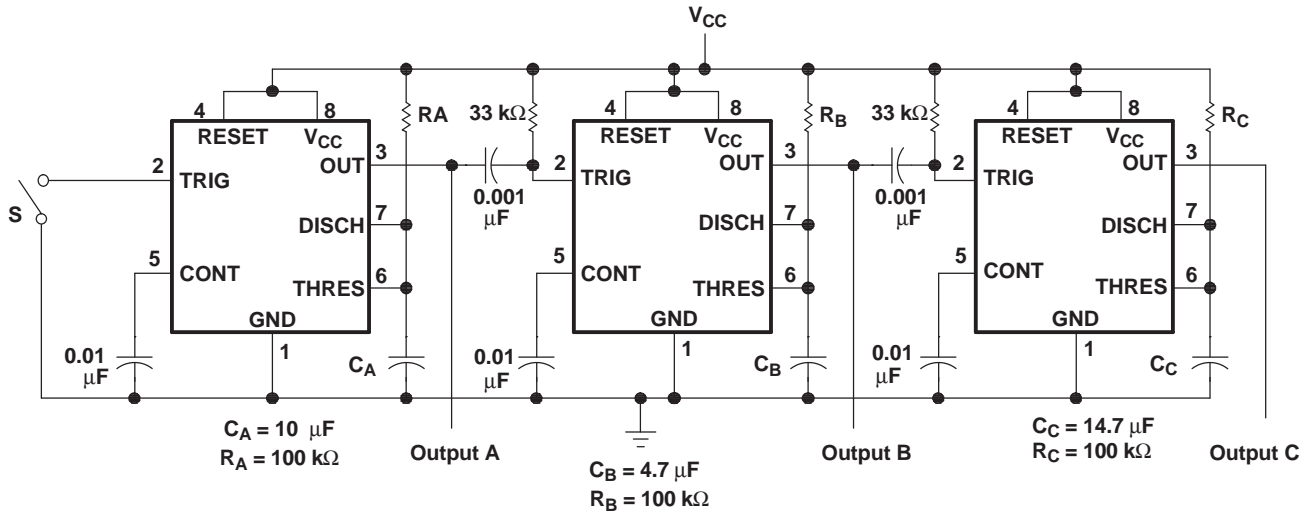 VCC
4
8
RESET
VCC
RA
33 kΩ
2
TRIG
OUT
3
0.001
μF
DISCH
7
5
CONT
THRES
6
GND
1
0.01
μF
CA
S
4
8
RESET
VCC
RB
33 kΩ
2
TRIG
OUT
3
0.001
μF
DISCH
7
5
CONT
THRES
6
GND
1
0.01
μF
CB
4
8
RESET
VCC
RC
2
TRIG
OUT
3
DISCH
7
5
CONT
THRES
6
GND
1
0.01
μF
CC
CA = 10 μF
RA = 100 kΩ
Output A
CB = 4.7 μF
RB = 100 kΩ
Output B
CC = 14.7 μF
RC = 100 kΩ
Output C